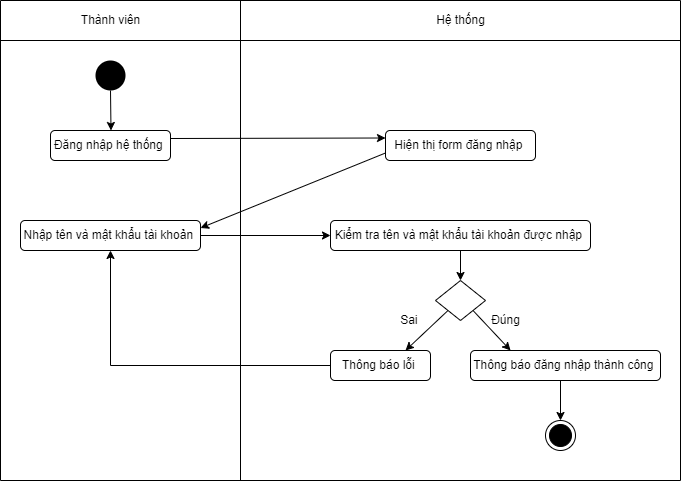 Thành viên
Hệ thống
Đăng nhập hệ thống
Hiện thị form đăng nhập
Nhập tên và mật khẩu tài khoản
Kiểm tra tên và mật khẩu tài khoản được nhập
Sai
Đúng
Thông báo lỗi
Thông báo đăng nhập thành công